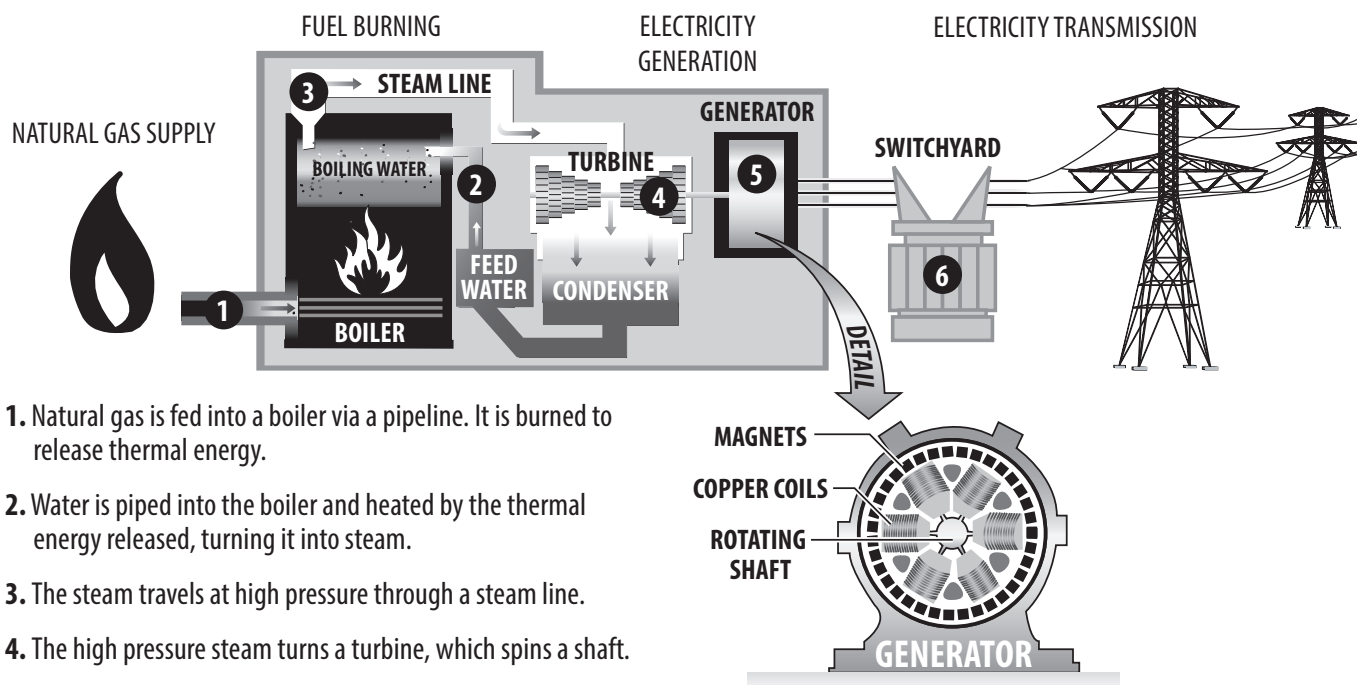 FUEL BURNING
ELECTRICITY
GENERATION
ELECTRICITY TRANSMISSION
NATURAL GAS SUPPLY
3
STEAM LINE
GENERATOR
SWITCHYARD
BOILING WATER
2
TURBINE
4
5
FEED
WATER
CONDENSER
6
1
BOILER
DETAIL
1. Natural gas is fed into a boiler via a pipeline. It is burned to
release thermal energy.
2. Water is piped into the boiler and heated by the thermal
energy released, turning it into steam.
3. The steam travels at high pressure through a steam line.
4. The high pressure steam turns a turbine, which spins a shaft.
MAGNETS
COPPER COILS
ROTATING
SHAFT
GENERATOR